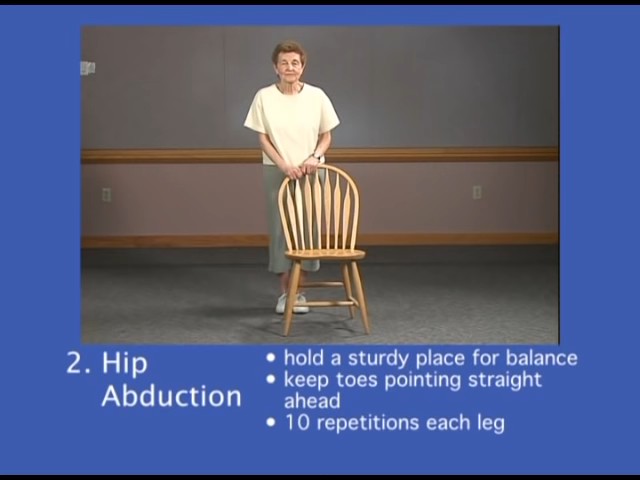 2. Hip
Abduction
• hold a sturdy place for balance
• keep toes pointing straight
ahead
• 10 repetitions each leg